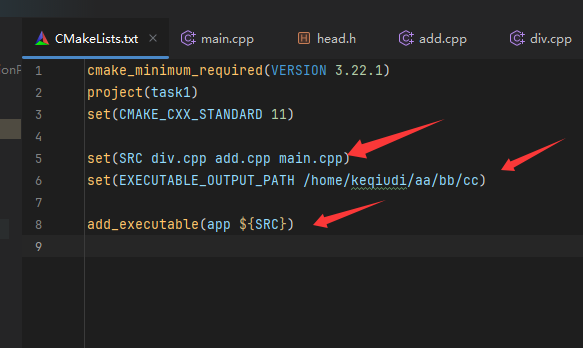 CMakeLists.txt × main.cpp head.h add.cpp div.cpp
1 cmake_minimum_required(VERSION 3.22.1)
2 project(task1)
3 set(CMAKE_CXX_STANDARD 11)
4
5 set(SRC div.cpp add.cpp main.cpp)
6 set(EXECUTABLE_OUTPUT_PATH /home/keqiudi/aa/bb/cc)
7
8 add_executable(app ${SRC})
9